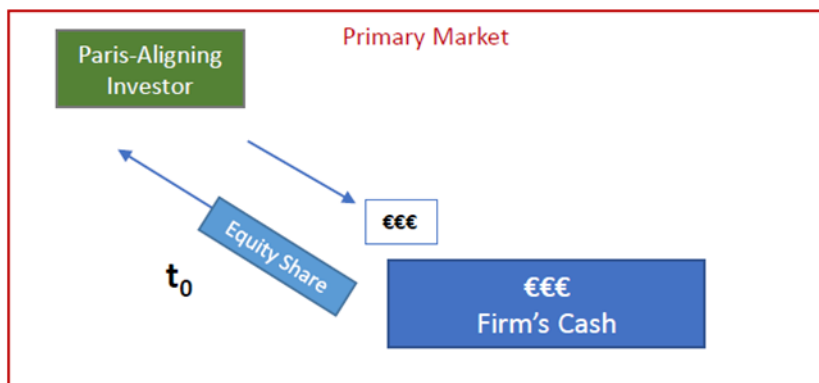 Primary Market
Paris-Aligning
Investor
€€€
Equity Share
t₀
€€€
Firm's Cash